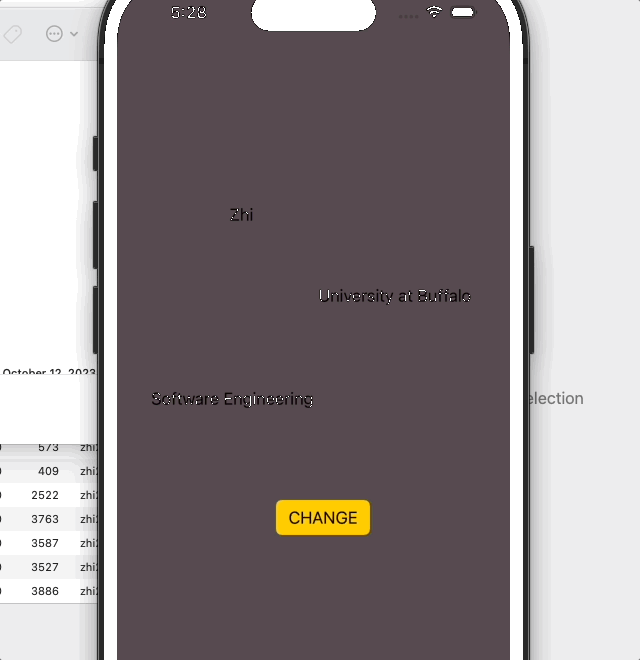 5:28
Zhi
University at Buffalo
October 12, 2023
Software Engineering
election
573 zhi
409 zhi
2522 zhi
3763 zhi
3587 zhi
3527 zhi
3886 zhi
CHANGE